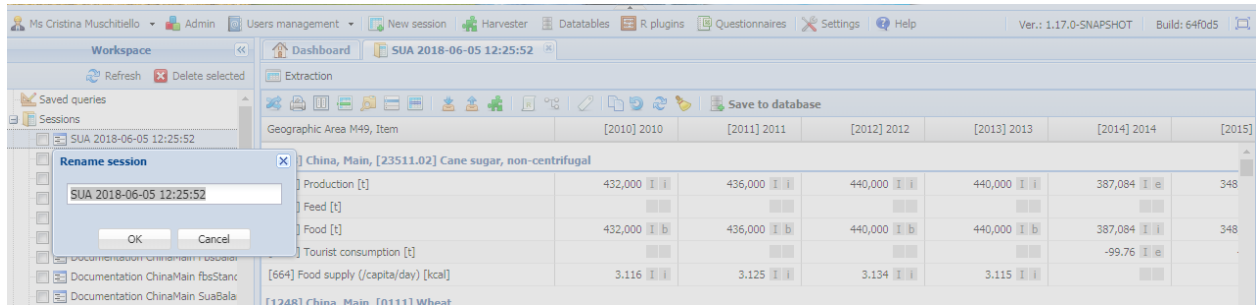 Ms Cristina Muschitiello Admin Users management New session Harvester Datatables R plugins Questionnaires Settings Help Ver.: 1.17.0-SNAPSHOT Build: 64f0d5
Workspace Dashboard SUA 2018-06-05 12:25:52
Refresh Delete selected Extraction
Saved queries Save to database
Sessions
SUA 2018-06-05 12:25:52 Geographic Area M49, Item [2010] 2010 [2011] 2011 [2012] 2012 [2013] 2013 [2014] 2014 [2015]
Rename session ] China, Main, [23511.02] Cane sugar, non-centrifugal
SUA 2018-06-05 12:25:52 ] Production [t] 432,000 I i 436,000 I i 440,000 I i 440,000 I i 387,084 I e 348
] Feed [t]
OK Cancel ] Food [t] 432,000 I b 436,000 I b 440,000 I b 440,000 I b 387,084 I i 348
] Tourist consumption [t] -99.76 I e
Documentation ChinaMain fbsStanc [664] Food supply (/capita/day) [kcal] 3.116 I i 3.125 I i 3.134 I i 3.115 I i
Documentation ChinaMain SuaBala [1248] China, Main, [0111] Wheat